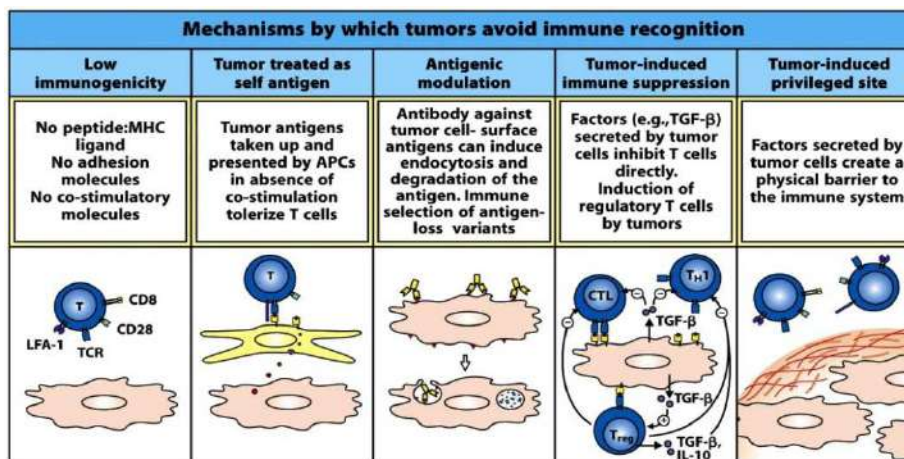 Mechanisms by which tumors avoid immune recognition
Low
immunogenicity
Tumor treated as
self antigen
Antigenic
modulation
Tumor-induced
immune suppression
Tumor-induced
privileged site
No peptide:MHC
ligand
No adhesion
molecules
No co-stimulatory
molecules
Tumor antigens
taken up and
presented by APCs
in absence of
co-stimulation
tolerize T cells
Antibody against
tumor cell- surface
antigens can induce
endocytosis and
degradation of the
antigen. Immune
selection of antigen-
loss variants
Factors (e.g.,TGF-β)
secreted by tumor
cells inhibit T cells
directly.
Induction of
regulatory T cells
by tumors
Factors secreted by
tumor cells create a
physical barrier to
the immune system
T
CD8
CD28
LFA-1
TCR
T
CTL
TH1
TGF-β
TGF-β
Treg
TGF-β,
IL-10